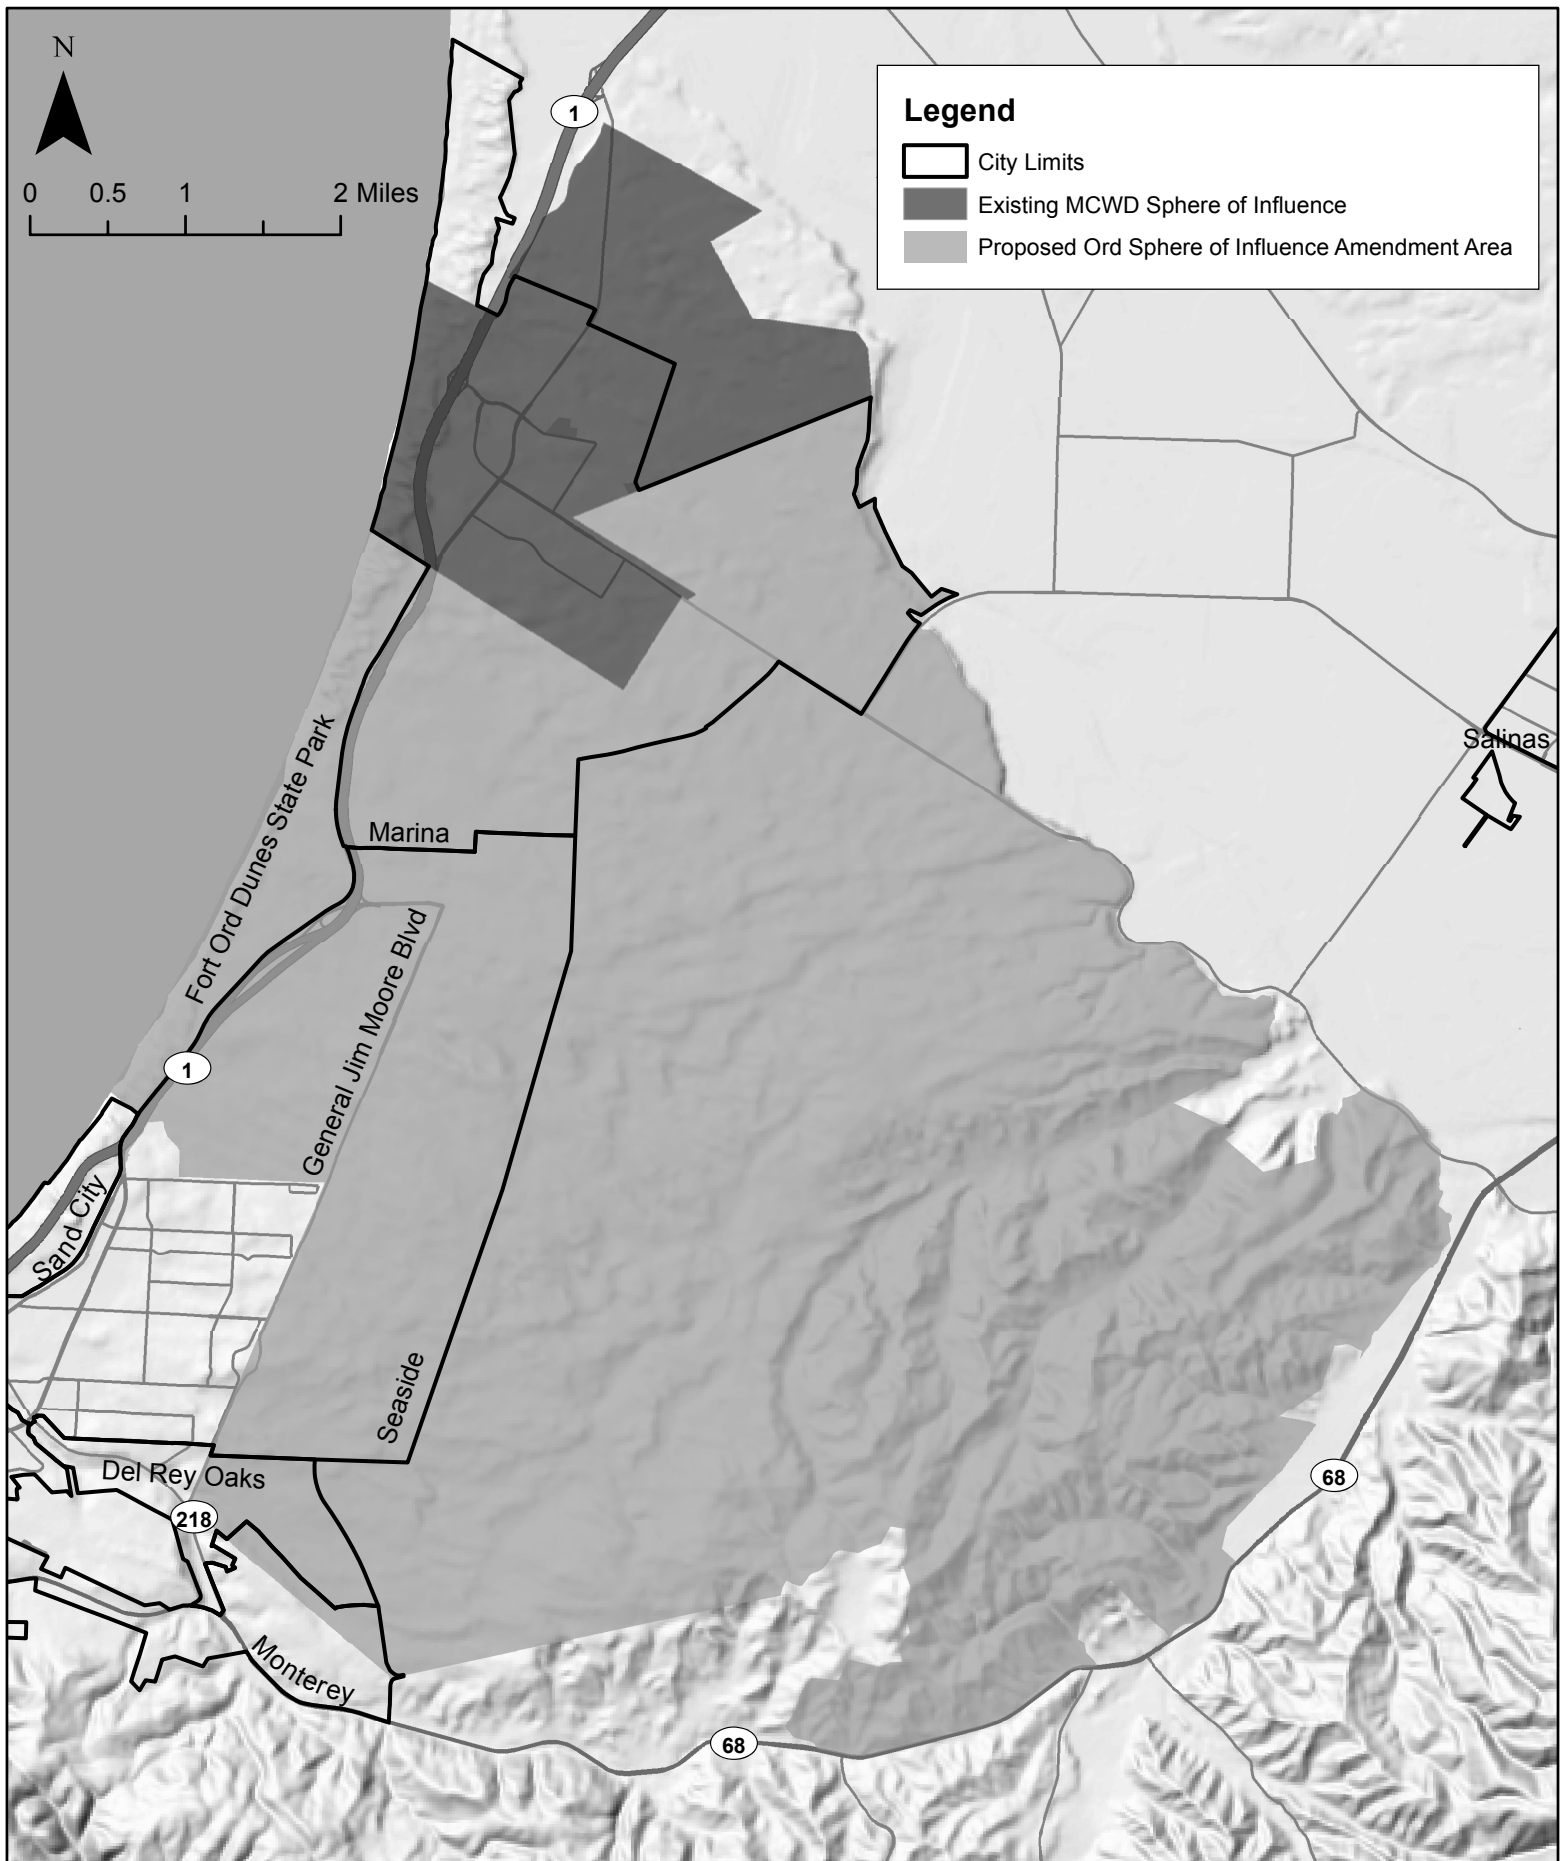 N
0 0.5 1 2 Miles
1
Legend
City Limits
Existing MCWD Sphere of Influence
Proposed Ord Sphere of Influence Amendment Area
Salinas
Fort Ord Dunes State Park
Marina
General Jim Moore Blvd
1
Sand City
Seaside
Del Rey Oaks
218
68
Monterey
68